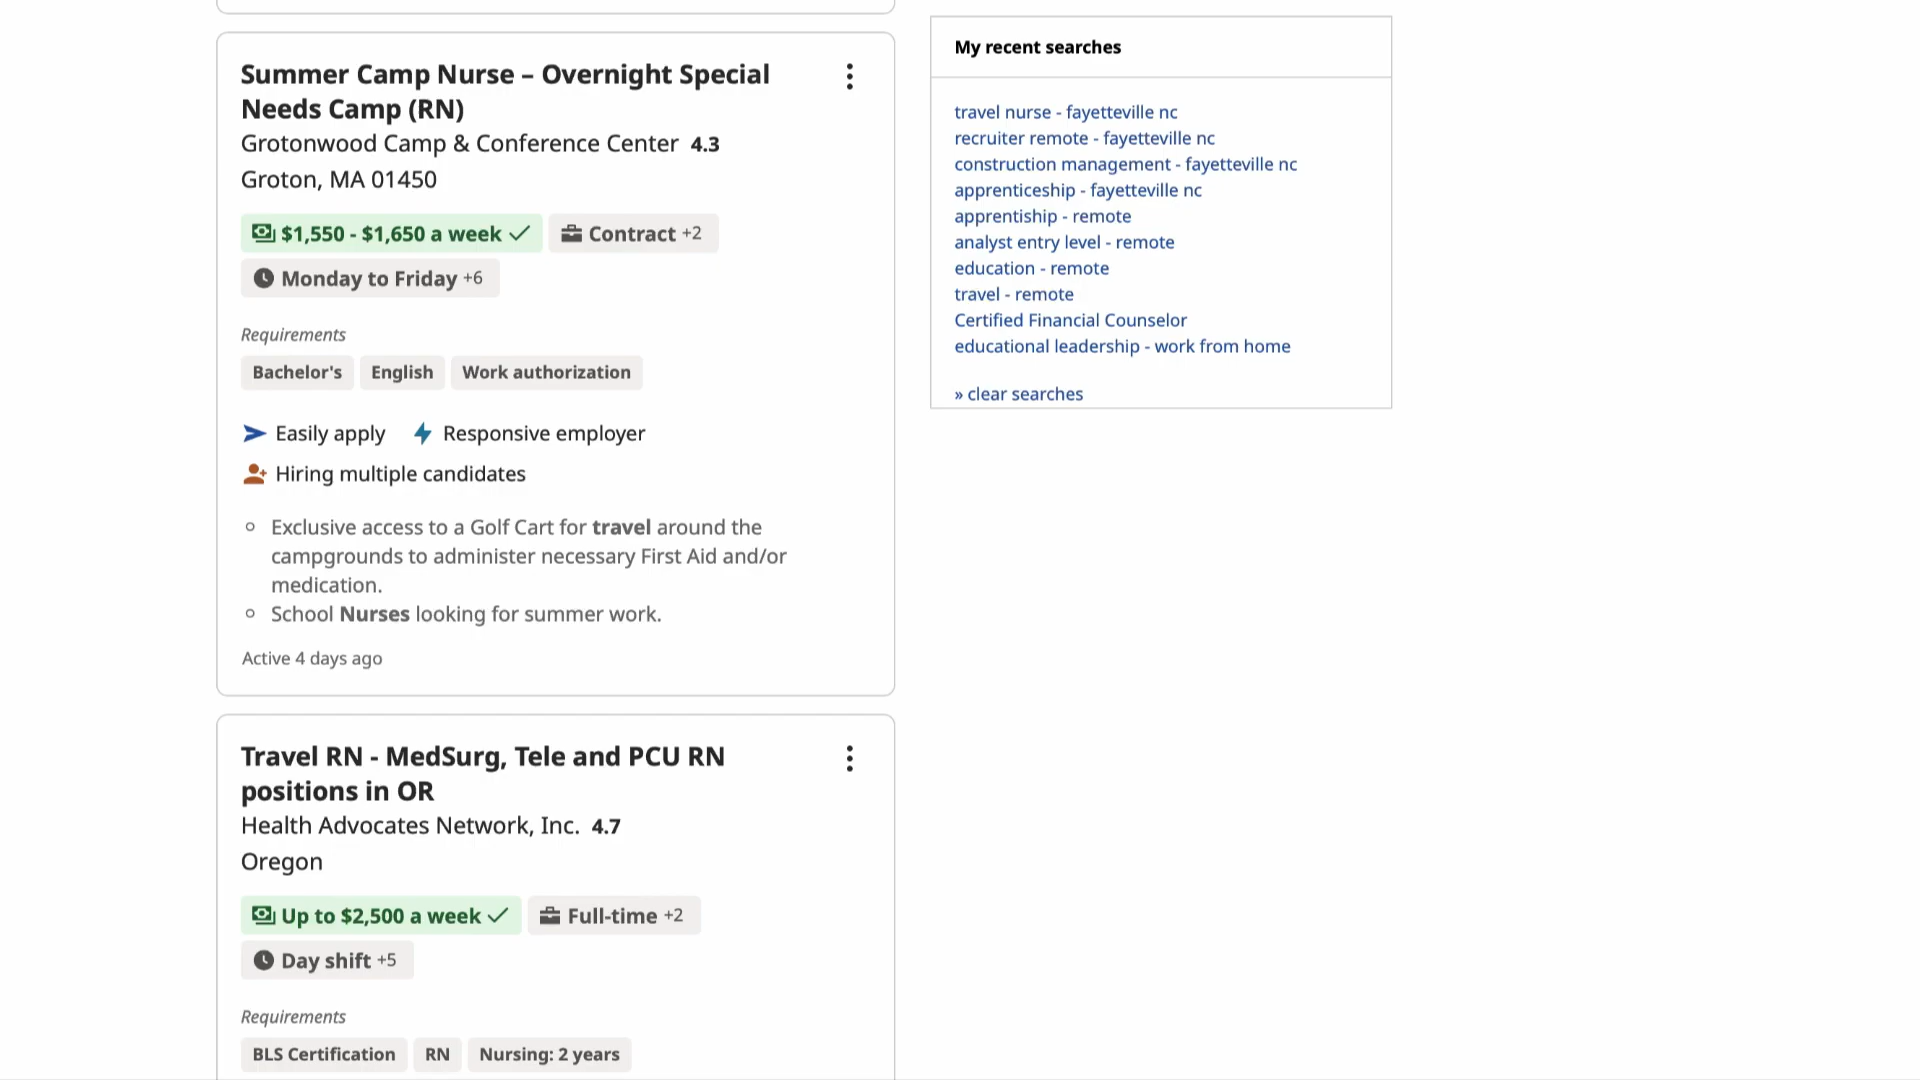 Summer Camp Nurse – Overnight Special
Needs Camp (RN)
Grotonwood Camp & Conference Center 4.3
Groton, MA 01450
$1,550 - $1,650 a week
Contract +2
Monday to Friday +6
Requirements
Bachelor's
English
Work authorization
Easily apply
Responsive employer
Hiring multiple candidates
Exclusive access to a Golf Cart for travel around the
campgrounds to administer necessary First Aid and/or
medication.
School Nurses looking for summer work.
Active 4 days ago
Travel RN - MedSurg, Tele and PCU RN
positions in OR
Health Advocates Network, Inc. 4.7
Oregon
Up to $2,500 a week
Full-time +2
Day shift +5
Requirements
BLS Certification
RN
Nursing: 2 years
My recent searches
travel nurse - fayetteville nc
recruiter remote - fayetteville nc
construction management - fayetteville nc
apprenticeship - fayetteville nc
apprentiship - remote
analyst entry level - remote
education - remote
travel - remote
Certified Financial Counselor
educational leadership - work from home
» clear searches